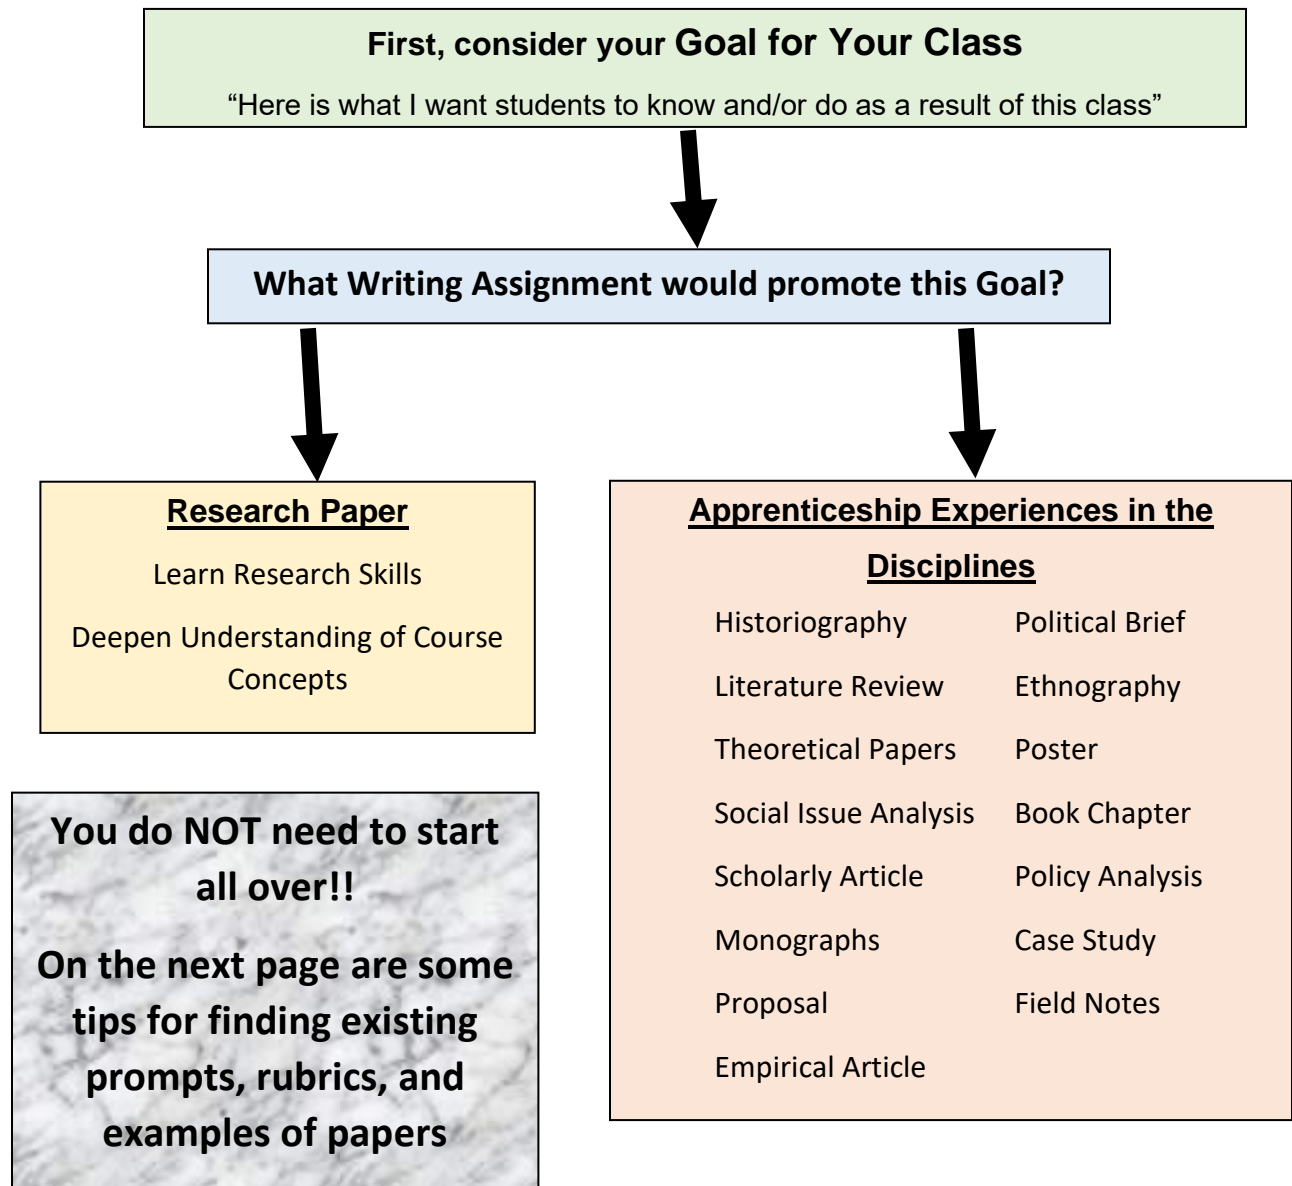 First, consider your Goal for Your Class
“Here is what I want students to know and/or do as a result of this class”
What Writing Assignment would promote this Goal?
Research Paper
Learn Research Skills
Deepen Understanding of Course
Concepts
You do NOT need to start
all over!!
On the next page are some
tips for finding existing
prompts, rubrics, and
examples of papers
Apprenticeship Experiences in the
Disciplines
Historiography
Literature Review
Theoretical Papers
Social Issue Analysis
Scholarly Article
Monographs
Proposal
Empirical Article
Political Brief
Ethnography
Poster
Book Chapter
Policy Analysis
Case Study
Field Notes